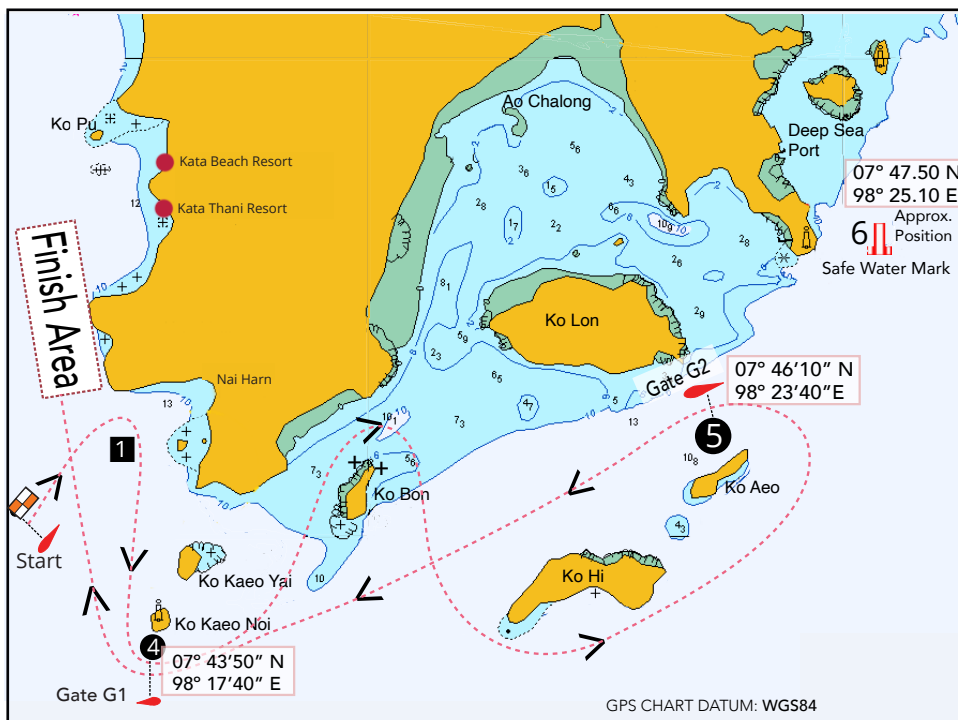 Ao Chalong
Ko Pu
Deep Sea
Port
Kata Beach Resort
07° 47.50 N
98° 25.10 E
Kata Thani Resort
6
Approx.
Position
Safe Water Mark
Finish Area
Ko Lon
Nai Harn
Gate G2
07° 46’10” N
98° 23’40”E
1
5
Ko Bon
Ko Aeo
Start
Ko Kaeo Yai
Ko Hi
Ko Kaeo Noi
4
07° 43’50” N
98° 17’40” E
Gate G1
GPS CHART DATUM: WGS84